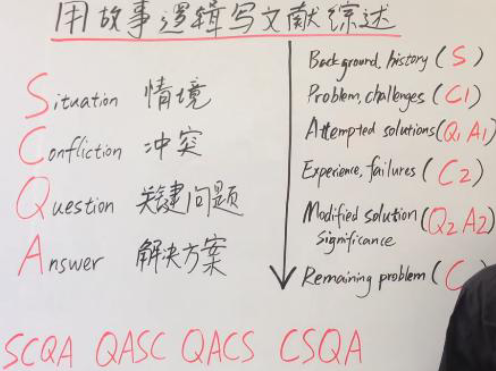 用故事逻辑写文献综述
Situation 情境
Confliction 冲突
Question 关键问题
Answer 解决方案
Background, history (S)
Problem, challenges (C1)
Attempted solutions (Q1 A1)
Experience, failures (C2)
Modified solution (Q2 A2)
significance
Remaining problem (C
SCQA QASC QACS CSQA